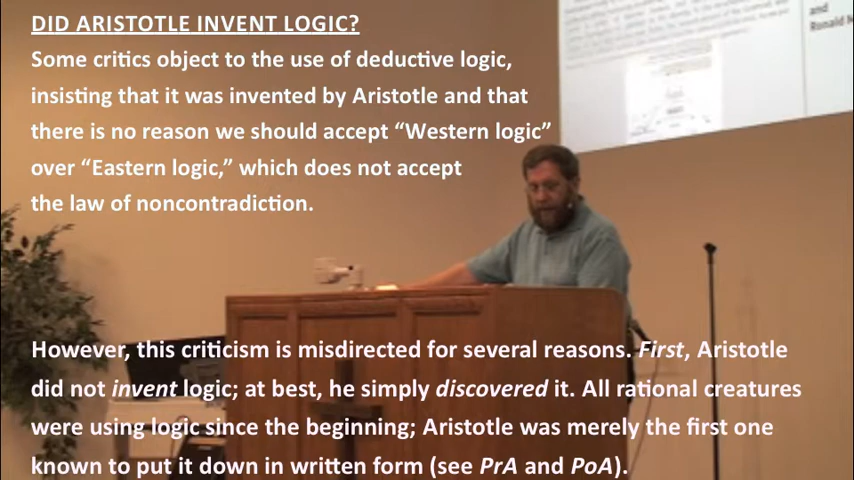 DID ARISTOTLE INVENT LOGIC?
Some critics object to the use of deductive logic,
insisting that it was invented by Aristotle and that
there is no reason we should accept “Western logic”
over “Eastern logic,” which does not accept
the law of noncontradiction.
and
However, this criticism is misdirected for several reasons. First, Aristotle
did not invent logic; at best, he simply discovered it. All rational creatures
were using logic since the beginning; Aristotle was merely the first one
known to put it down in written form (see PrA and PoA).